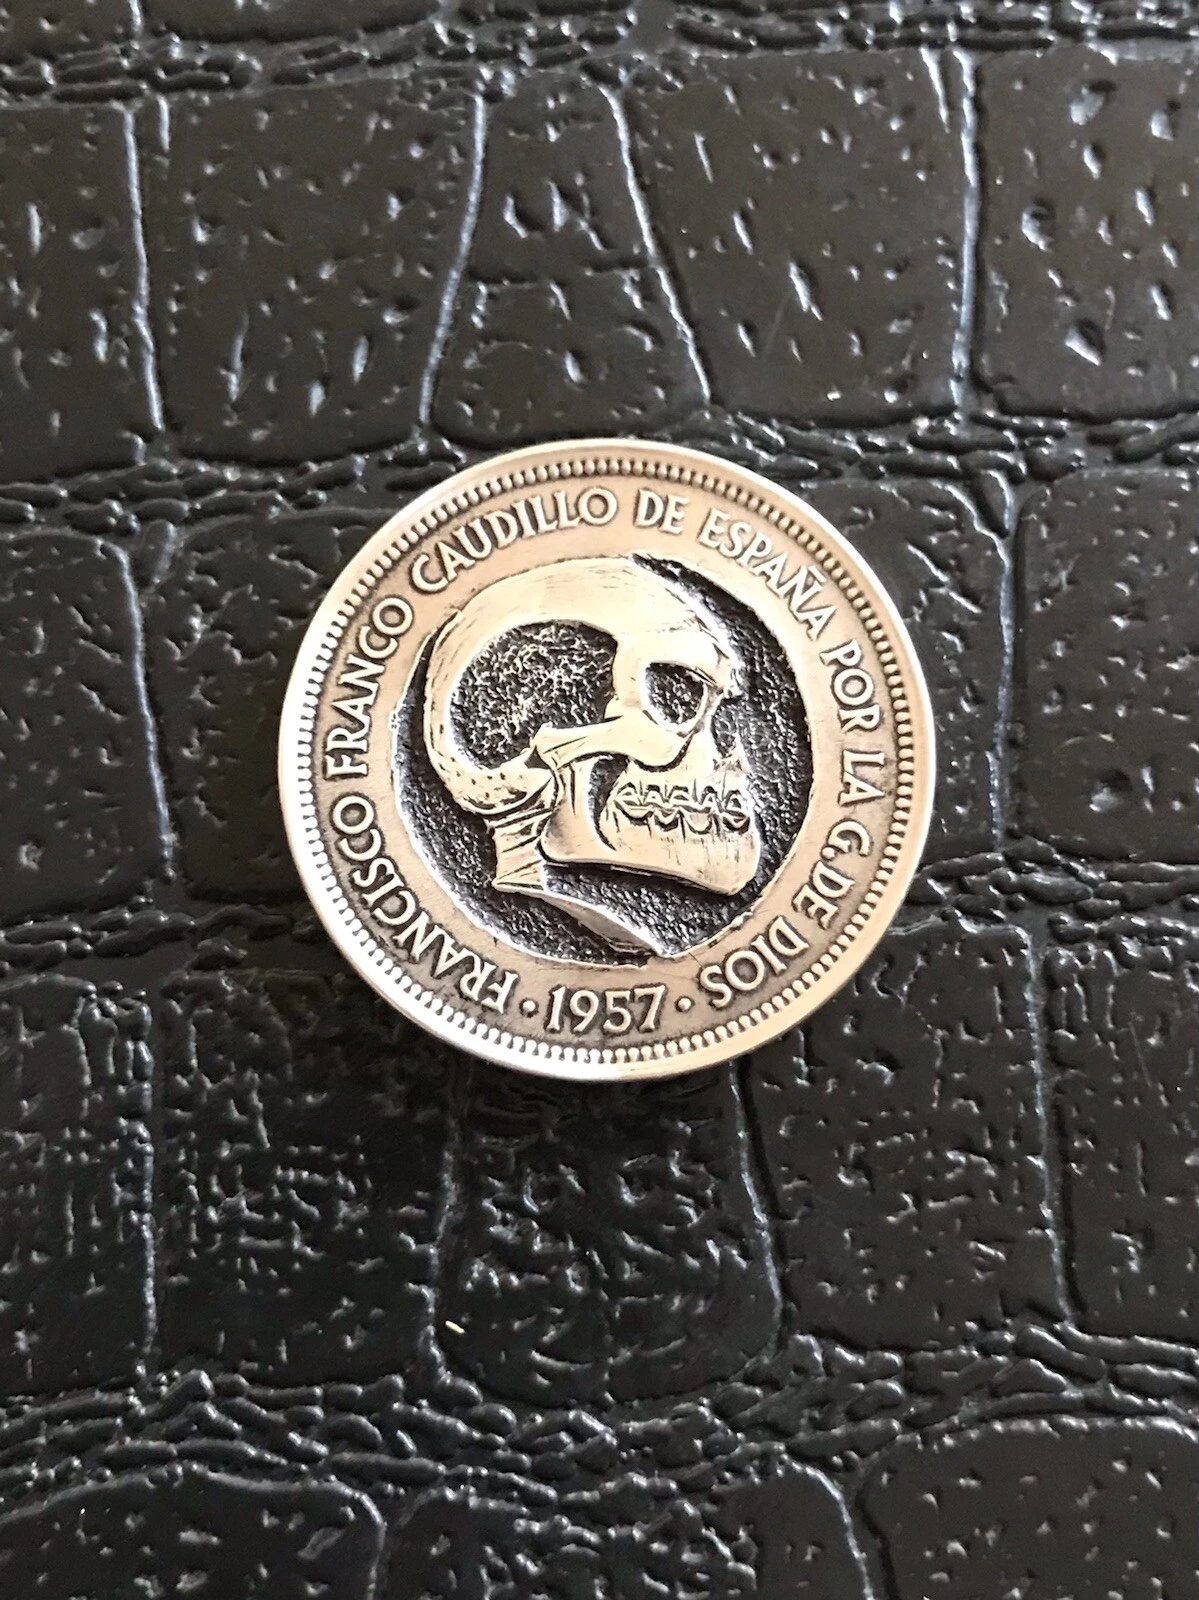 FRANCISCO FRANCO CAUDILLO DE ESPAÑA POR LA G. DE DIOS
· 1957 ·